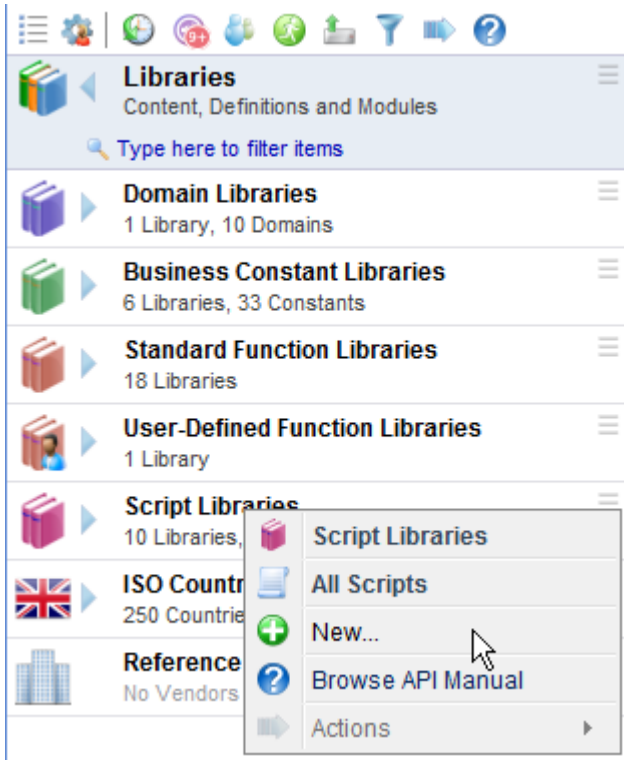 9+
Libraries
Content, Definitions and Modules
Type here to filter items
Domain Libraries
1 Library, 10 Domains
Business Constant Libraries
6 Libraries, 33 Constants
Standard Function Libraries
18 Libraries
User-Defined Function Libraries
1 Library
Script Libraries
10 Libraries,
ISO Countr
250 Countrie
Reference
No Vendors
Script Libraries
All Scripts
New...
Browse API Manual
Actions